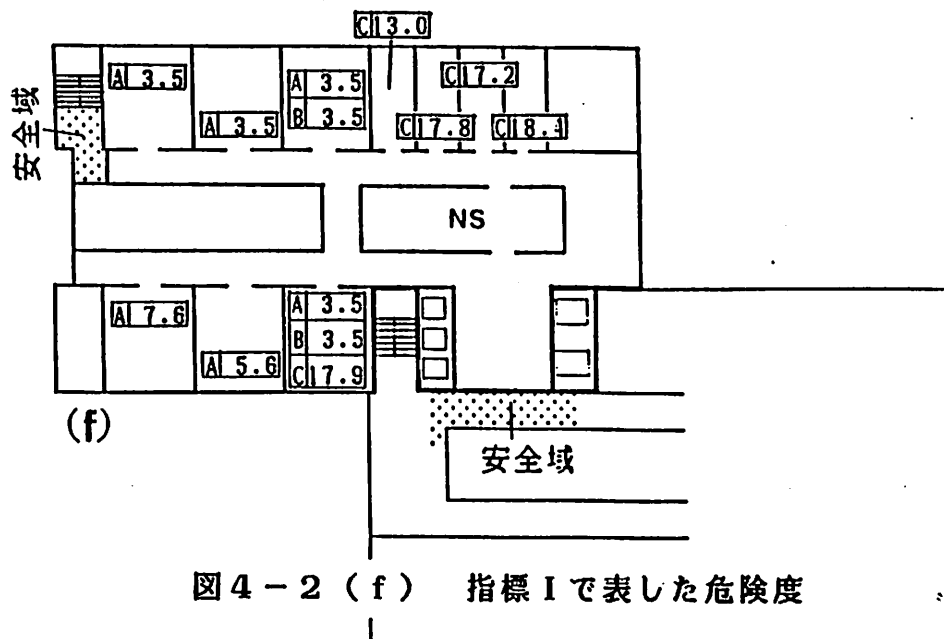 C 13.0
A 3.5
A 3.5
A 3.5
B 3.5
C 17.2
C 17.8
C 18.4
安全域
NS
A 7.6
A 5.6
A 3.5
B 3.5
C 17.9
(f)
安全域
図4-2(f) 指標Iで表した危険度